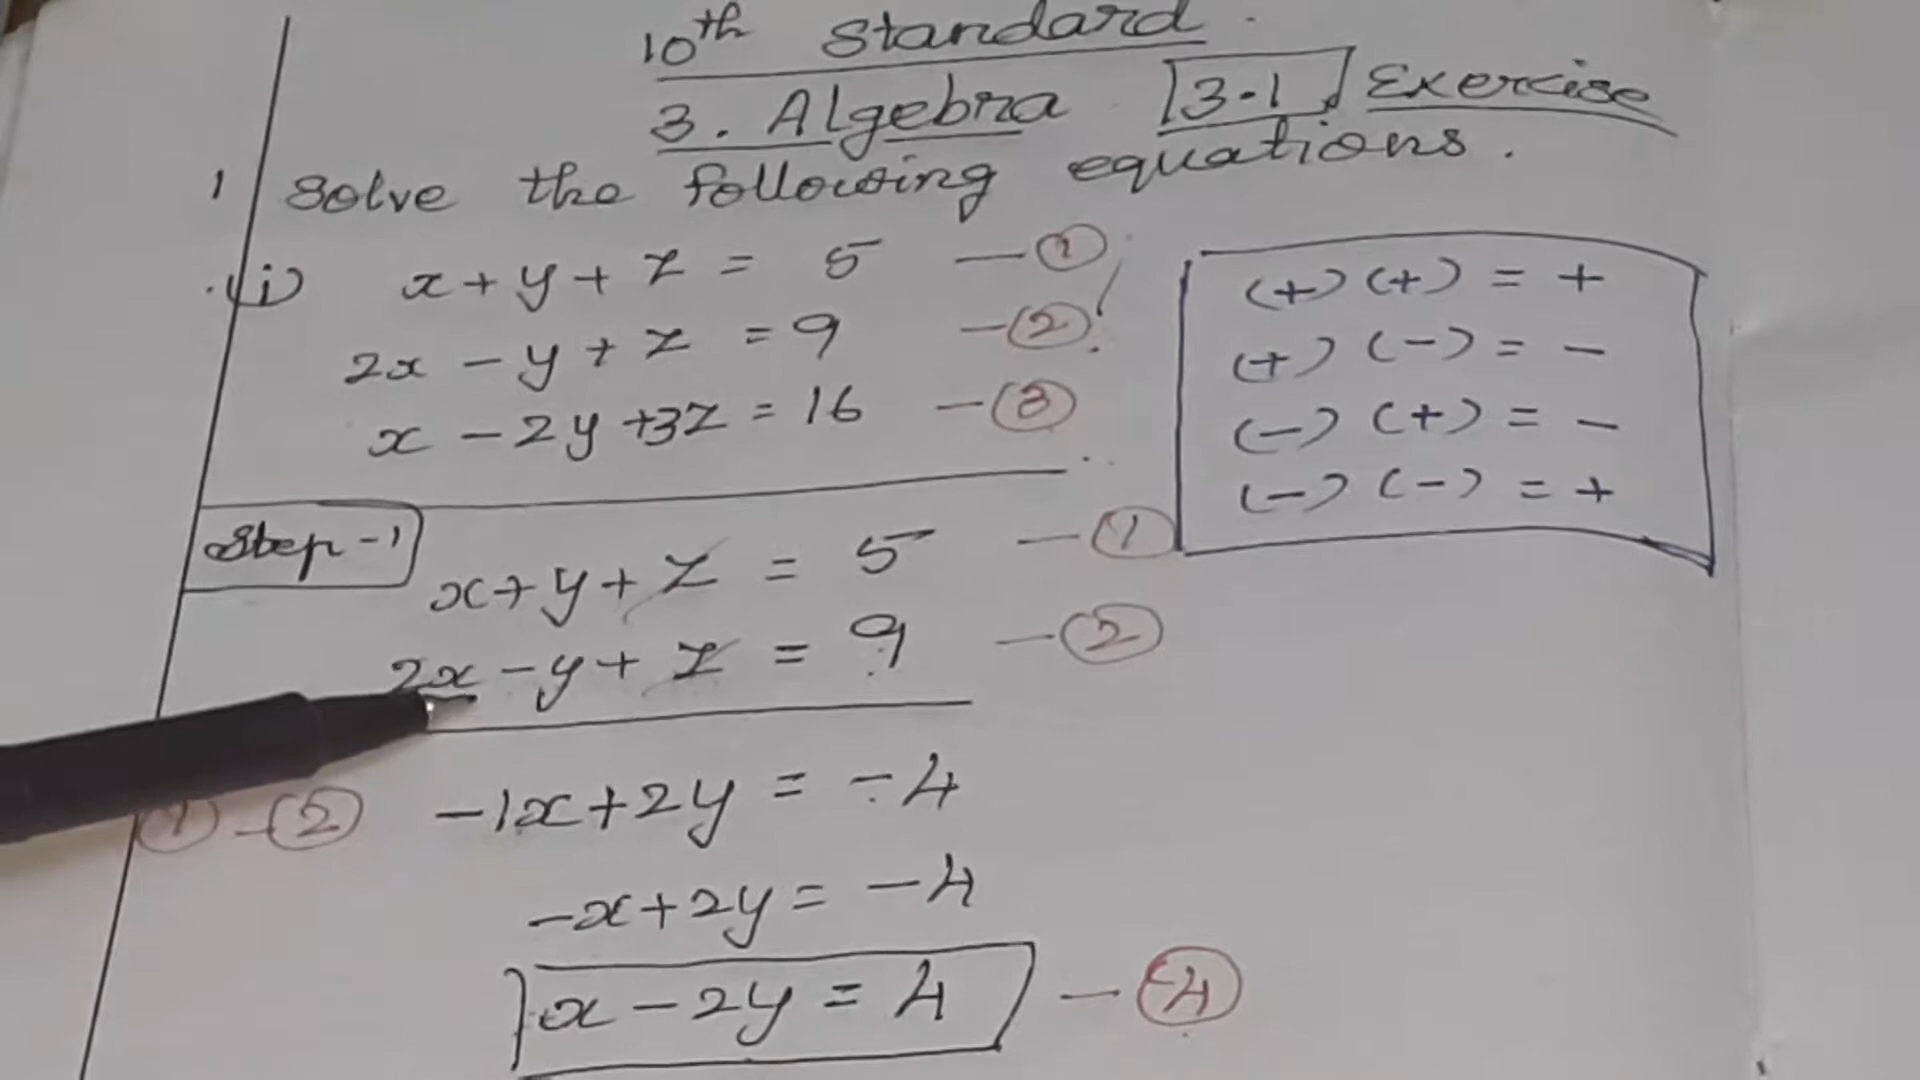 10th Standard.
3. Algebra 3.1 Exercise
1 Solve the following equations.
(i) x + y + z = 5 — ①
2x - y + z = 9 — ②
x - 2y + 3z = 16 — ③
(+) (+) = +
(+) (-) = -
(-) (+) = -
(-) (-) = +
Step-1
x + y + z = 5 — ①
2x - y + z = 9 — ②
① - ② -1x + 2y = -4
-x + 2y = -4
x - 2y = 4 — ④